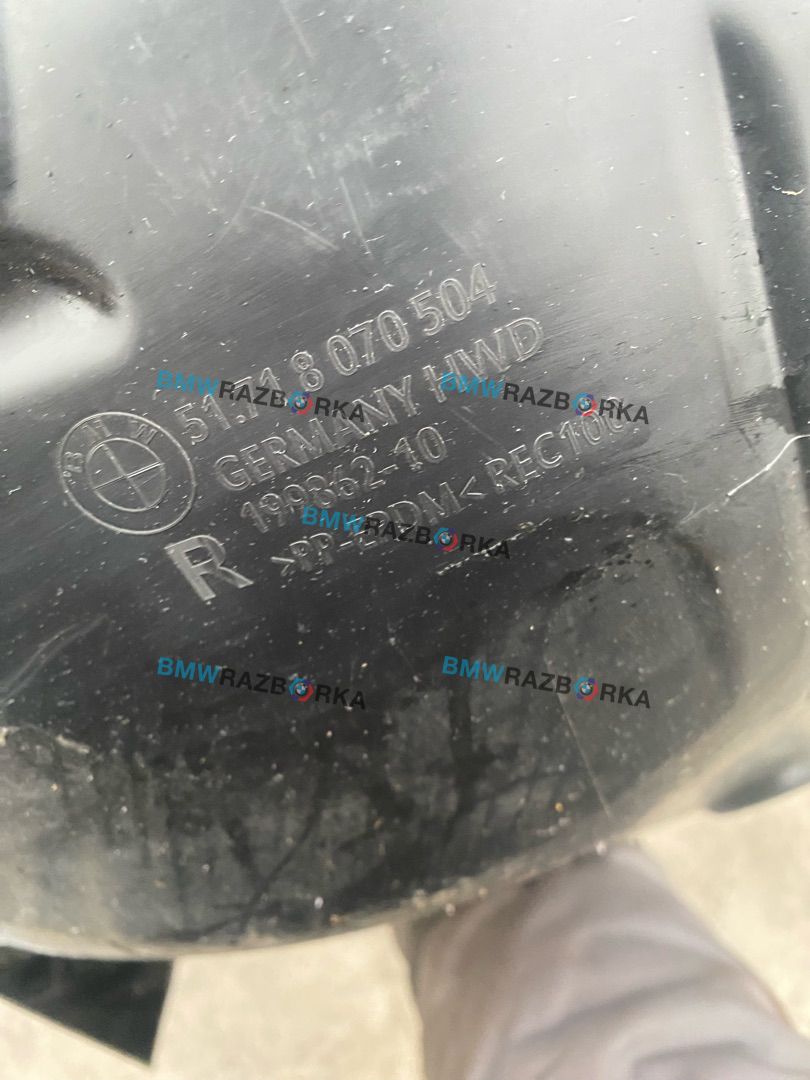 51.71 8 070 504
GERMANY HWD
BMW
199862-10
R
>PP-EPDM< REC100
BMWRAZBORKA
BMWRAZBORKA
BMWRAZBORKA
BMWRAZBORKA
BMWRAZBORKA